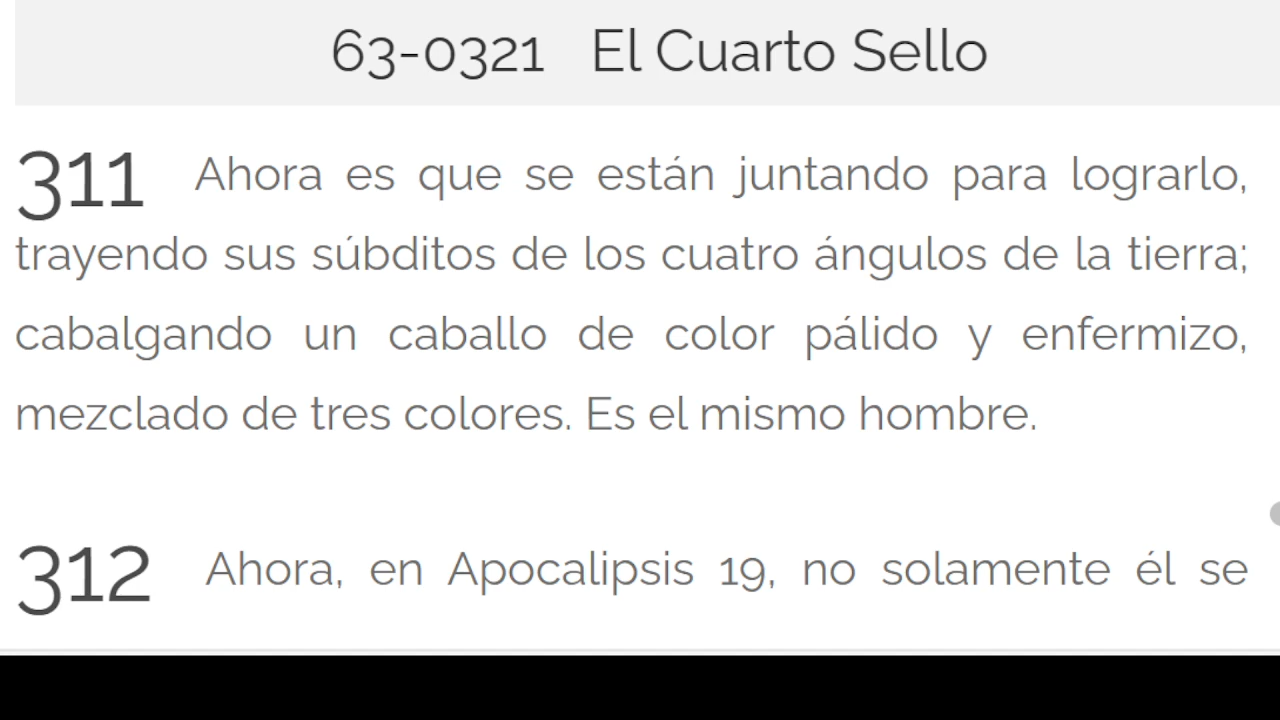 63-0321 El Cuarto Sello
311 Ahora es que se están juntando para lograrlo,
trayendo sus súbditos de los cuatro ángulos de la tierra;
cabalgando un caballo de color pálido y enfermizo,
mezclado de tres colores. Es el mismo hombre.
312 Ahora, en Apocalipsis 19, no solamente él se